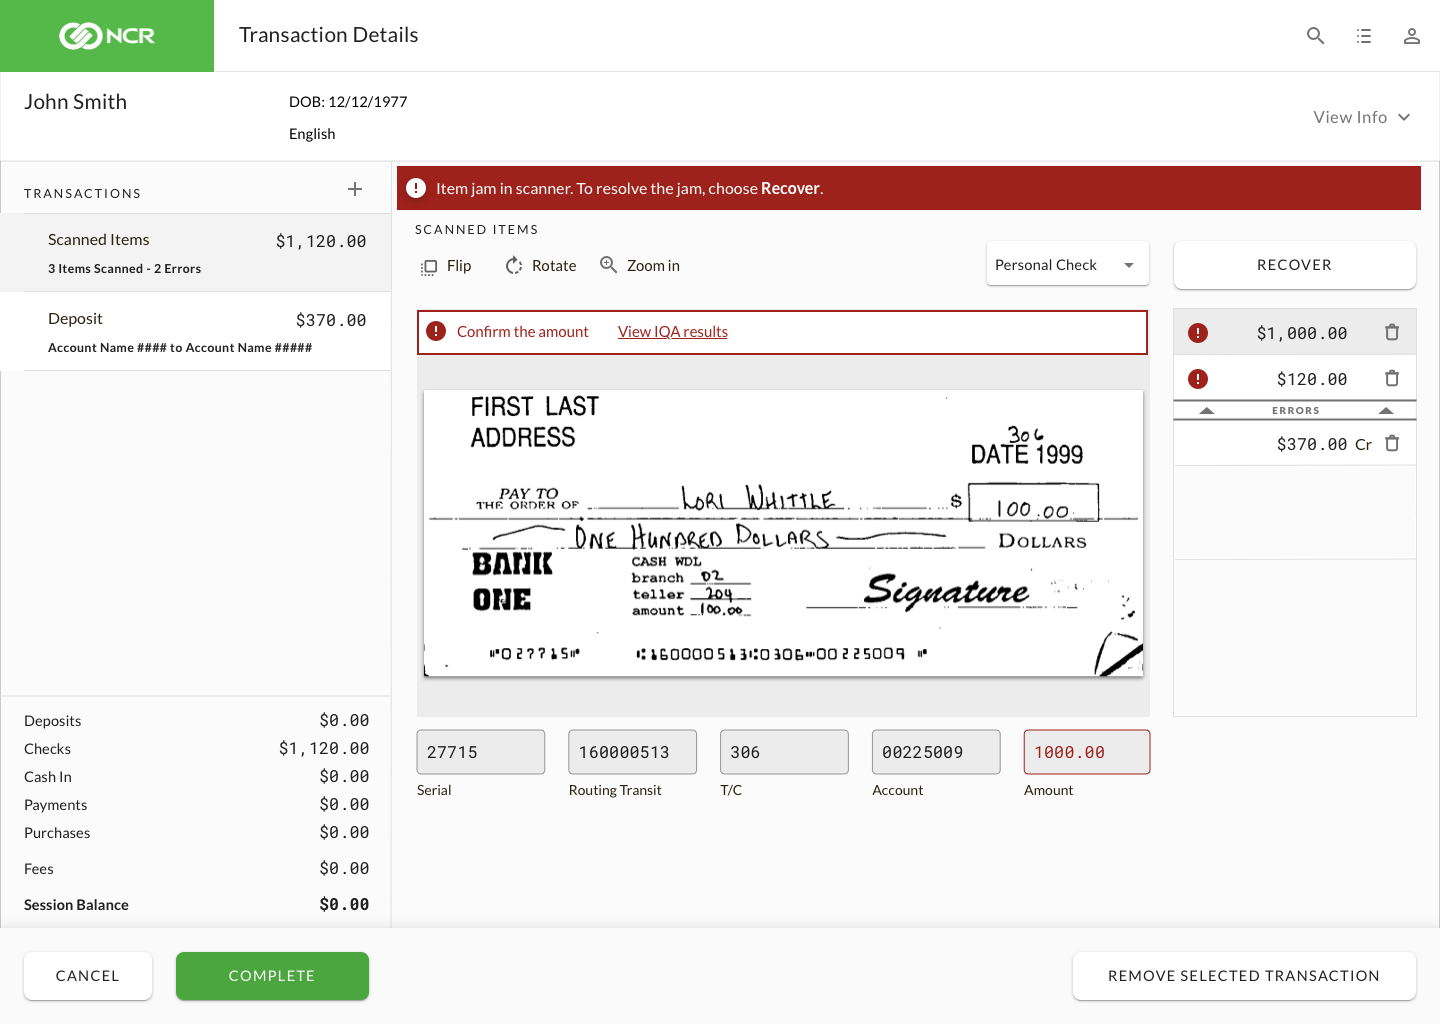 NCR
Transaction Details
John Smith
DOB: 12/12/1977
English
View Info
TRANSACTIONS
Scanned Items $1,120.00
3 Items Scanned - 2 Errors
Deposit $370.00
Account Name #### to Account Name #####
Deposits $0.00
Checks $1,120.00
Cash In $0.00
Payments $0.00
Purchases $0.00
Fees $0.00
Session Balance $0.00
Item jam in scanner. To resolve the jam, choose Recover.
SCANNED ITEMS
Flip Rotate Zoom in
Personal Check
RECOVER
Confirm the amount View IQA results
FIRST LAST
ADDRESS
306
DATE 1999
PAY TO
THE ORDER OF LORI WHITTLE $ 100.00
ONE HUNDRED DOLLARS DOLLARS
BANK
ONE
CASH WDL
branch 02
teller 204
amount 100.00
Signature
⑈027715⑈ ⑆160000513⑆0306⑈00225009 ⑈
27715 160000513 306 00225009 1000.00
Serial Routing Transit T/C Account Amount
$1,000.00
$120.00
ERRORS
$370.00 Cr
CANCEL COMPLETE REMOVE SELECTED TRANSACTION